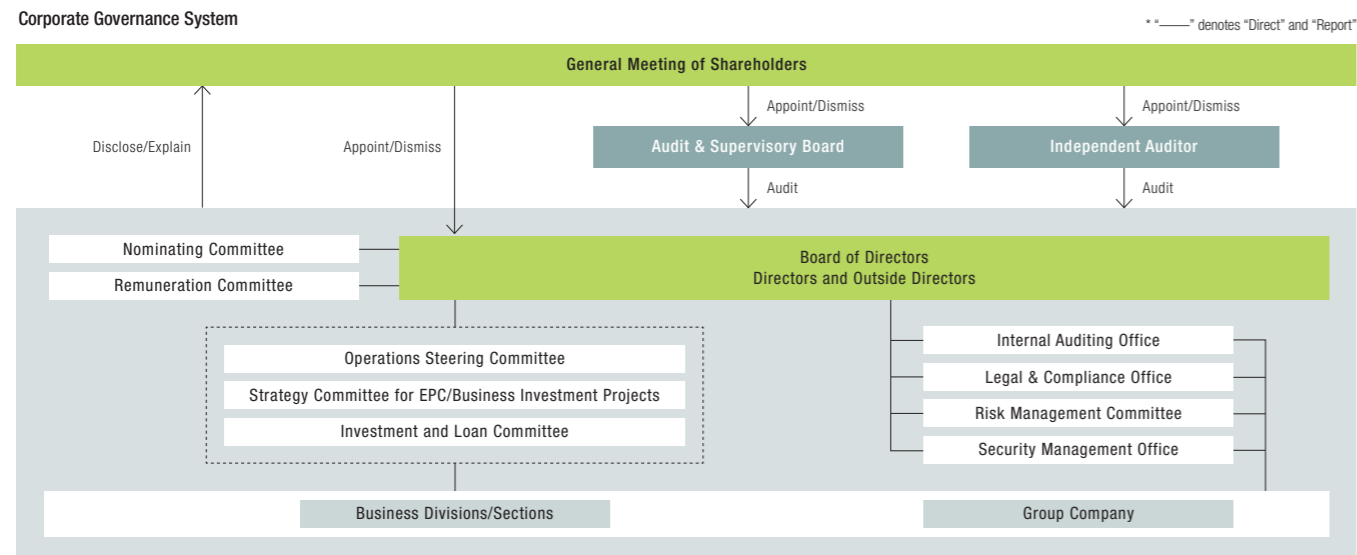 Corporate Governance System
* “——” denotes “Direct” and “Report”
General Meeting of Shareholders
Disclose/Explain
Appoint/Dismiss
Appoint/Dismiss
Appoint/Dismiss
Audit & Supervisory Board
Independent Auditor
Audit
Audit
Nominating Committee
Remuneration Committee
Board of Directors
Directors and Outside Directors
Operations Steering Committee
Strategy Committee for EPC/Business Investment Projects
Investment and Loan Committee
Internal Auditing Office
Legal & Compliance Office
Risk Management Committee
Security Management Office
Business Divisions/Sections
Group Company